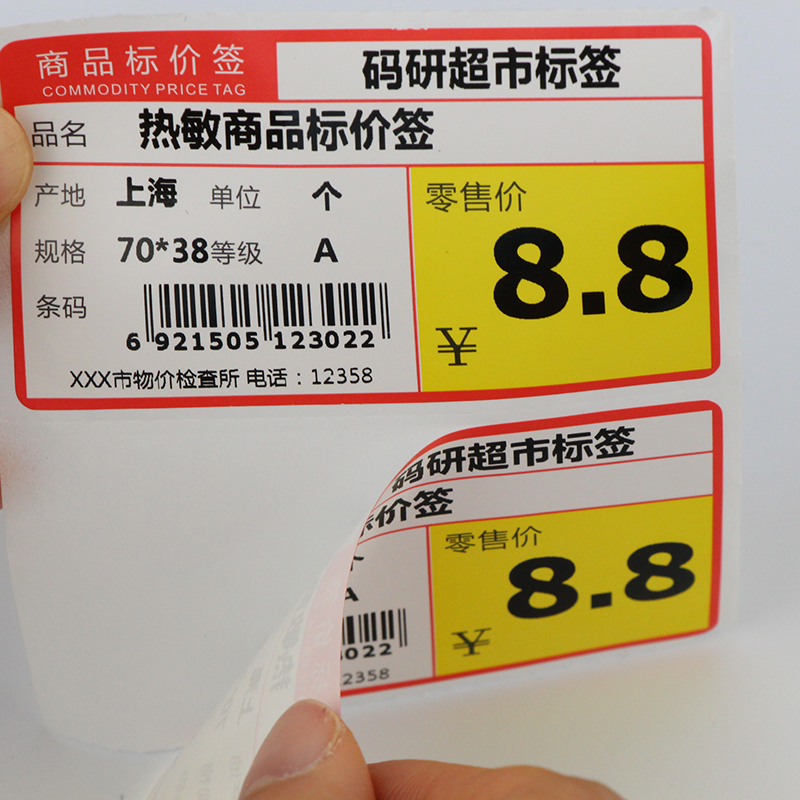 商品标价签 码研超市标签
COMMODITY PRICE TAG
品名 热敏商品标价签
产地 上海 单位 个
零售价
规格 70*38 等级 A
8.8
¥
条码
6 921505 123022
XXX市物价检查所 电话：12358
码研超市标签
价签
零售价
A
8.8
¥
3022
2358